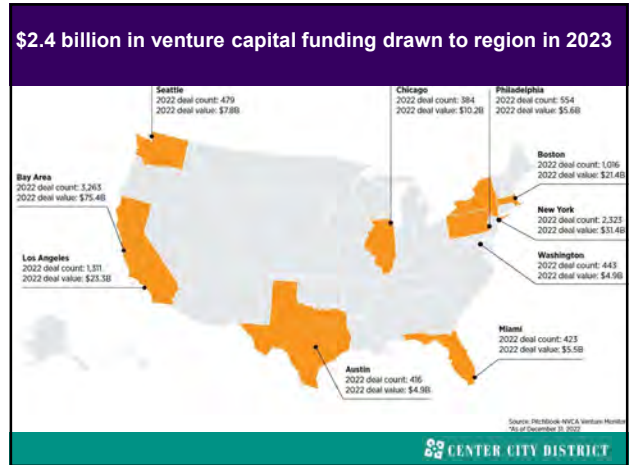 $2.4 billion in venture capital funding drawn to region in 2023
Seattle
2022 deal count: 479
2022 deal value: $7.8B
Chicago
2022 deal count: 384
2022 deal value: $10.2B
Philadelphia
2022 deal count: 554
2022 deal value: $5.6B
Boston
2022 deal count: 1,016
2022 deal value: $21.4B
Bay Area
2022 deal count: 3,263
2022 deal value: $75.4B
New York
2022 deal count: 2,323
2022 deal value: $31.4B
Los Angeles
2022 deal count: 1,311
2022 deal value: $23.3B
Washington
2022 deal count: 443
2022 deal value: $4.9B
Miami
2022 deal count: 423
2022 deal value: $5.5B
Austin
2022 deal count: 416
2022 deal value: $4.9B
Source: Pitchbook-NVCA Venture Monitor
*As of December 31, 2022
CENTER CITY DISTRICT